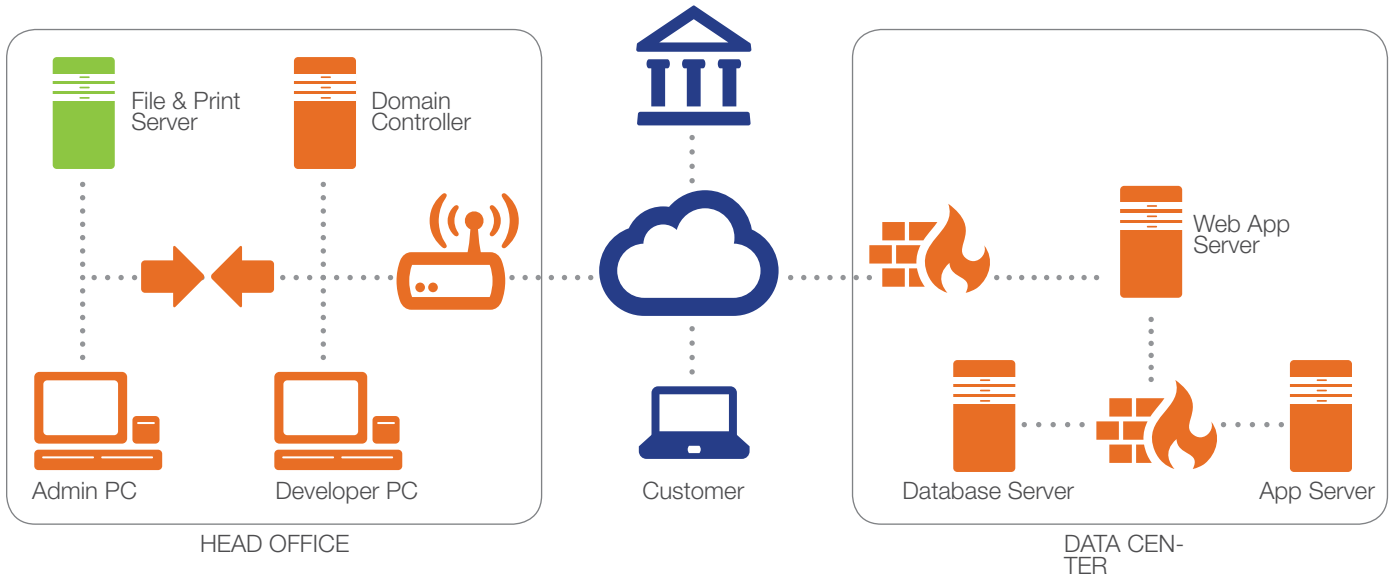 File & Print
Server
Domain
Controller
Web App
Server
Admin PC
Developer PC
Customer
Database Server
App Server
HEAD OFFICE
DATA CEN-
TER